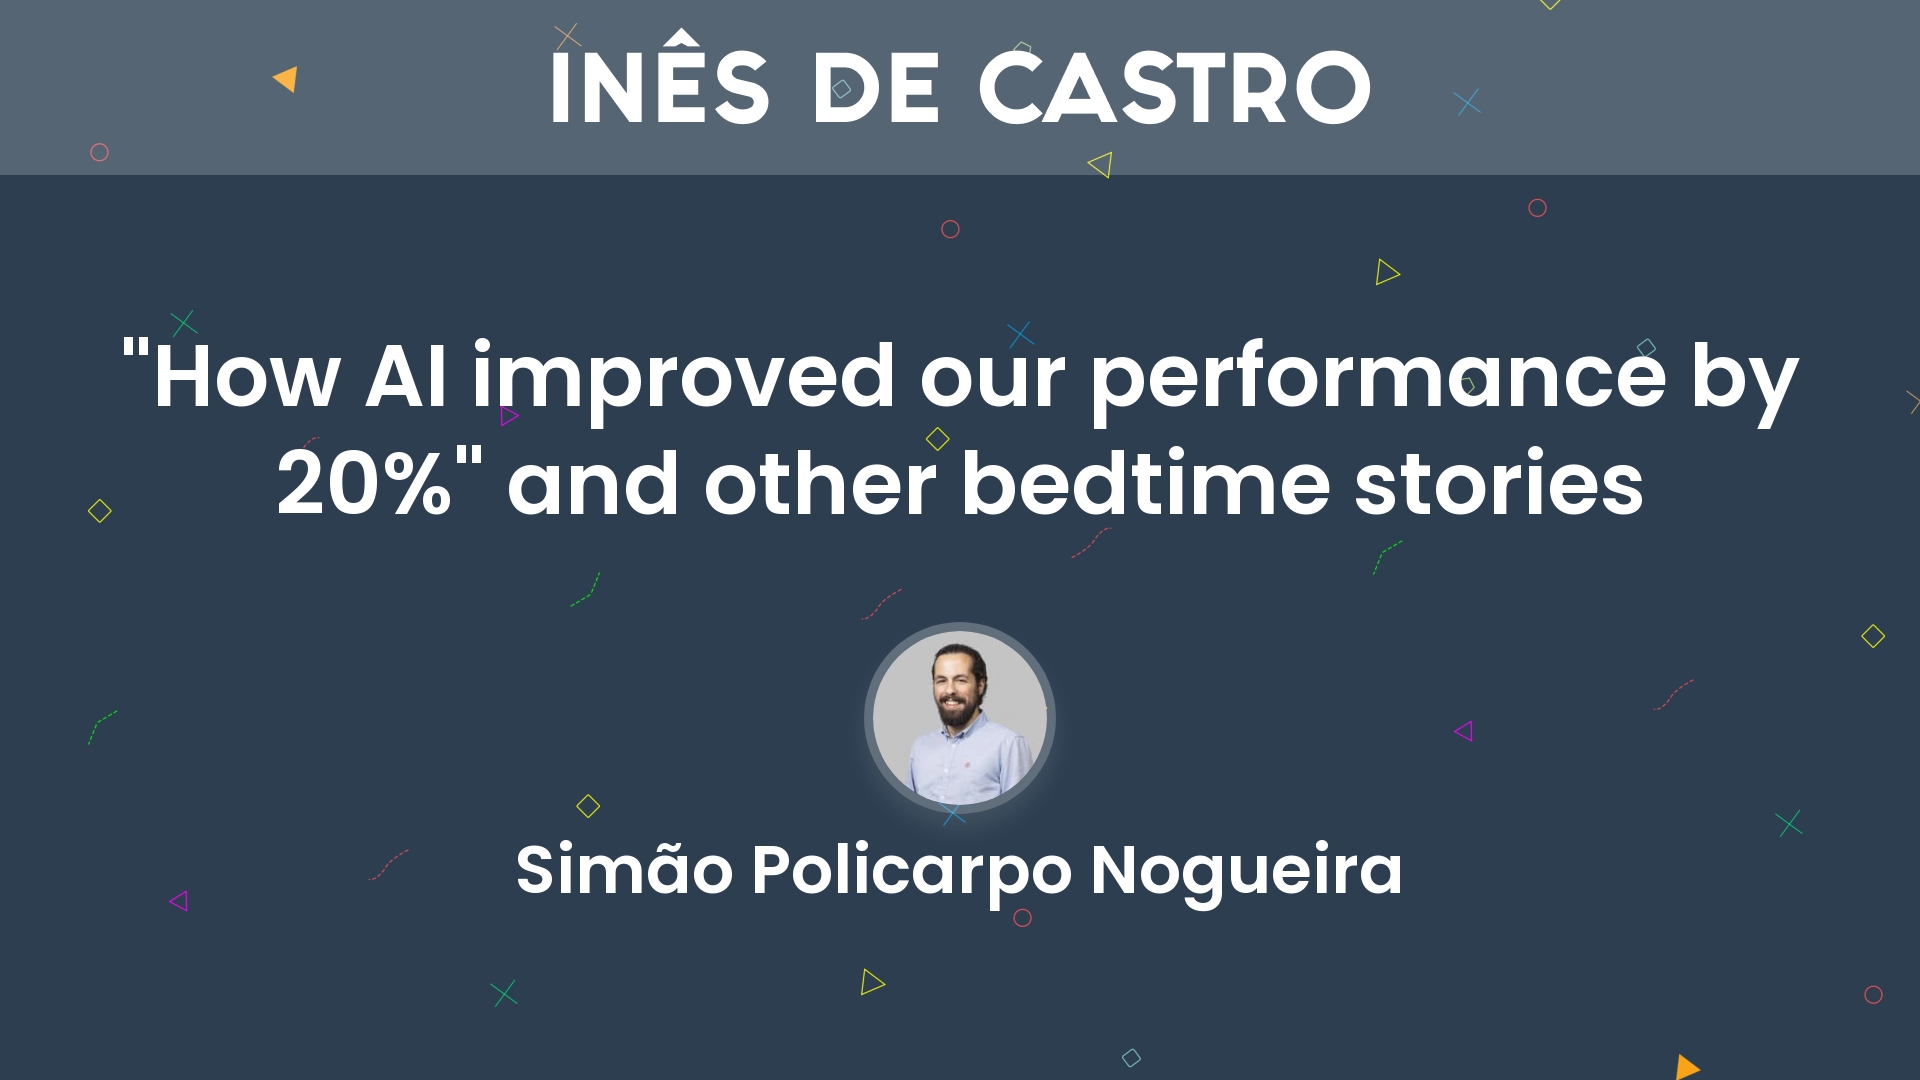 INÊS DE CASTRO
"How AI improved our performance by
20%" and other bedtime stories
Simão Policarpo Nogueira